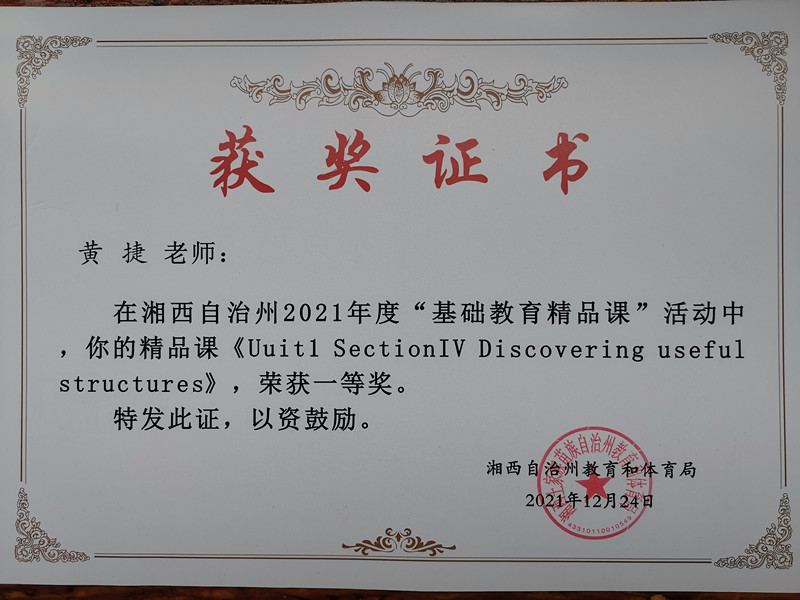 获奖证书
黄 捷 老师：
在湘西自治州2021年度“基础教育精品课”活动中
，你的精品课《Uuit1 SectionIV Discovering useful
structures》，荣获一等奖。
特发此证，以资鼓励。
湘西自治州教育和体育局
2021年12月24日